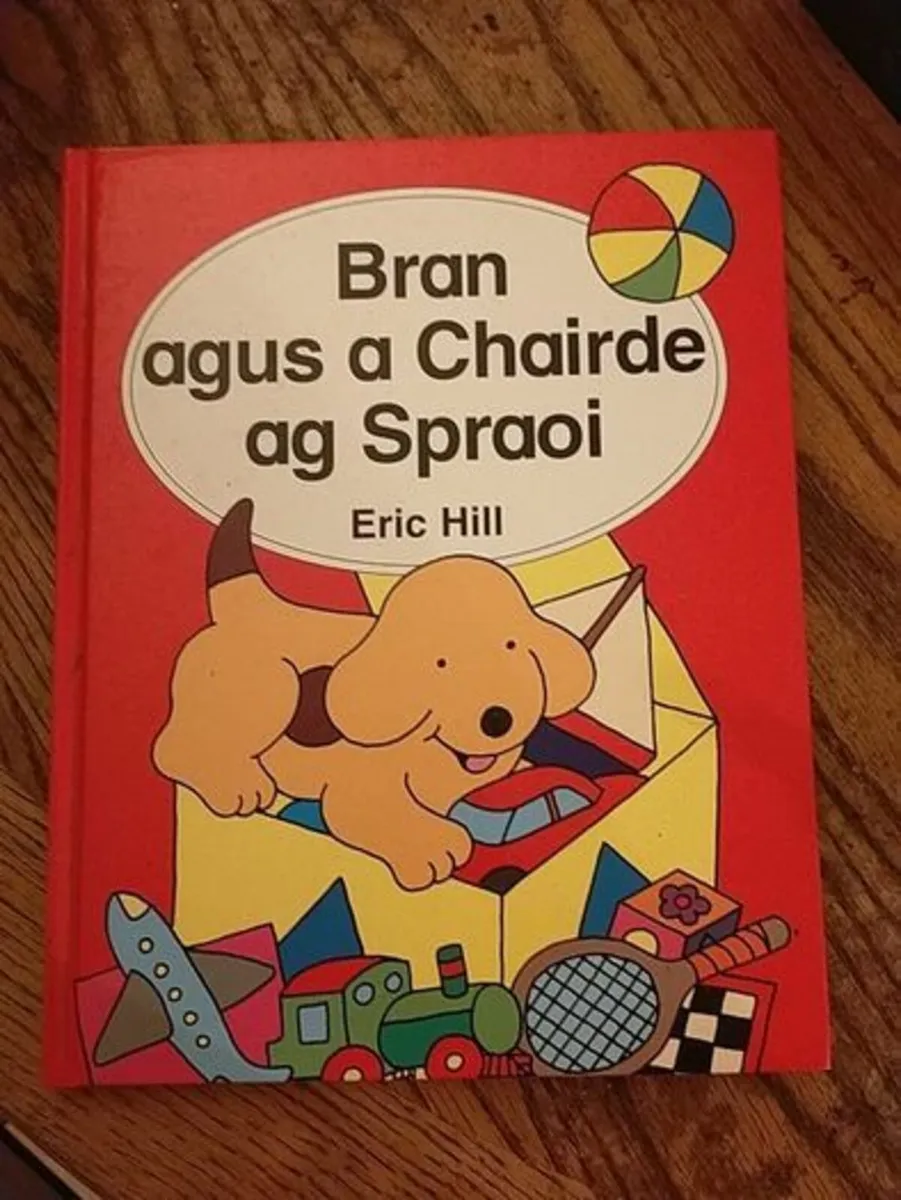 Bran
agus a Chairde
ag Spraoi
Eric Hill